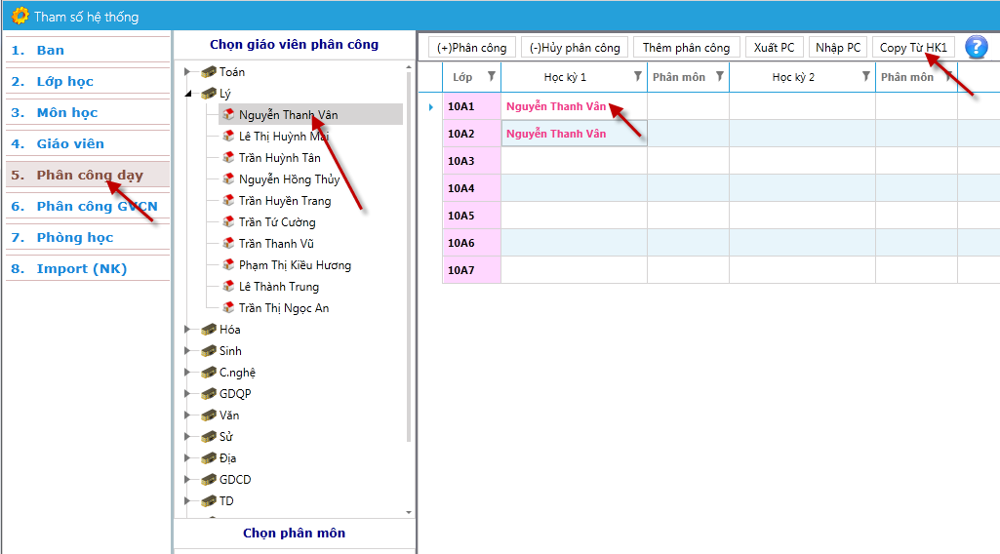 Tham số hệ thống
1. Ban
2. Lớp học
3. Môn học
4. Giáo viên
5. Phân công dạy
6. Phân công GVCN
7. Phòng học
8. Import (NK)
Chọn giáo viên phân công
Toán
Lý
Nguyễn Thanh Vân
Lê Thị Huỳnh Mai
Trần Huỳnh Tân
Nguyễn Hồng Thủy
Trần Huyền Trang
Trần Tứ Cường
Trần Thanh Vũ
Phạm Thị Kiều Hương
Lê Thành Trung
Trần Thị Ngọc An
Hóa
Sinh
C.nghệ
GDQP
Văn
Sử
Địa
GDCD
TD
Chọn phân môn
(+)Phân công (-)Hủy phân công Thêm phân công Xuất PC Nhập PC Copy Từ HK1 ?
Lớp Học kỳ 1 Phân môn Học kỳ 2 Phân môn
10A1 Nguyễn Thanh Vân
10A2 Nguyễn Thanh Vân
10A3
10A4
10A5
10A6
10A7